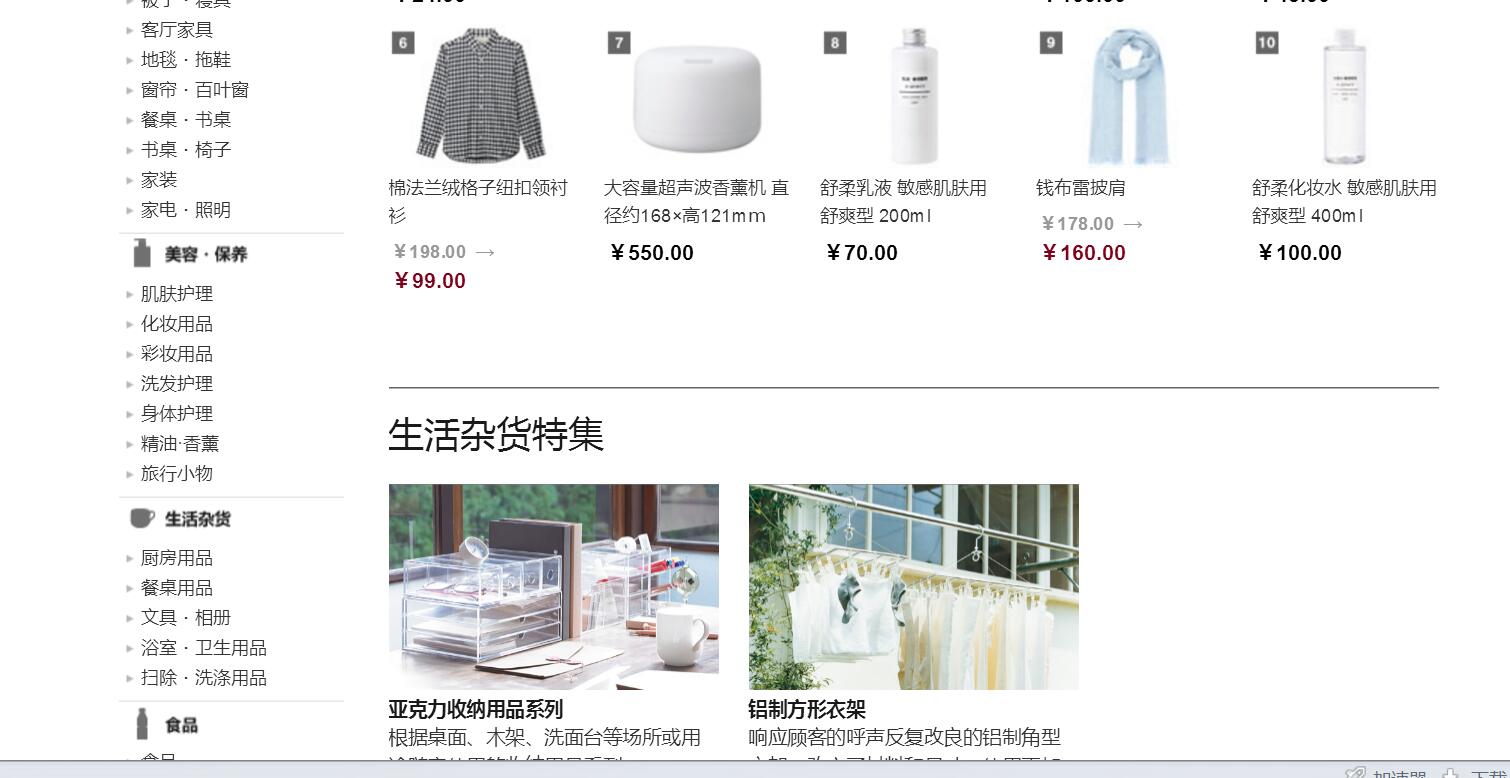 被子・寝具
客厅家具
地毯・拖鞋
窗帘・百叶窗
餐桌・书桌
书桌・椅子
家装
家电・照明
美容・保养
肌肤护理
化妆用品
彩妆用品
洗发护理
身体护理
精油·香薰
旅行小物
生活杂货
厨房用品
餐桌用品
文具・相册
浴室・卫生用品
扫除・洗涤用品
食品
6
棉法兰绒格子纽扣领衬
衫
¥198.00 →
¥99.00
7
大容量超声波香薰机 直
径约168×高121mm
¥550.00
8
舒柔乳液 敏感肌肤用
舒爽型 200ml
¥70.00
9
钱布雷披肩
¥178.00 →
¥160.00
10
舒柔化妆水 敏感肌肤用
舒爽型 400ml
¥100.00
生活杂货特集
亚克力收纳用品系列
根据桌面、木架、洗面台等场所或用
铝制方形衣架
响应顾客的呼声反复改良的铝制角型
加速器
下载